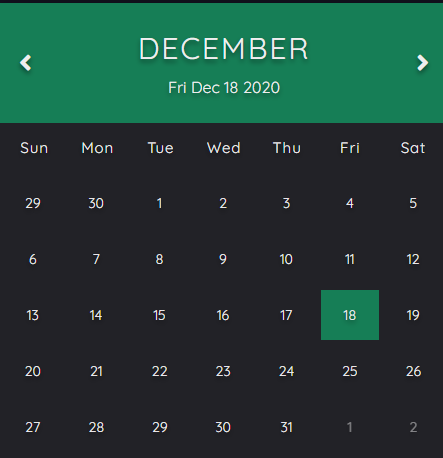 DECEMBER
Fri Dec 18 2020
Sun Mon Tue Wed Thu Fri Sat
29 30 1 2 3 4 5
6 7 8 9 10 11 12
13 14 15 16 17 18 19
20 21 22 23 24 25 26
27 28 29 30 31 1 2